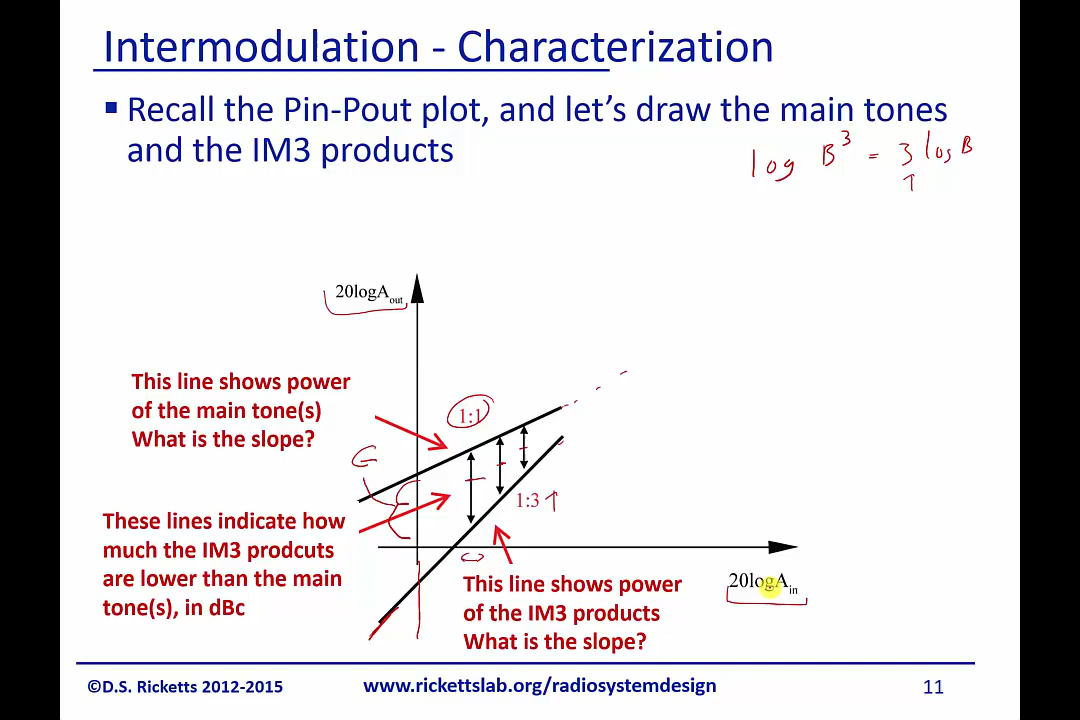 Intermodulation - Characterization
▪ Recall the Pin-Pout plot, and let's draw the main tones
and the IM3 products
log B³ = 3 log B
20logAout
This line shows power
of the main tone(s)
What is the slope?
1:1
G
1:3
These lines indicate how
much the IM3 prodcuts
are lower than the main
tone(s), in dBc
20logAin
This line shows power
of the IM3 products
What is the slope?
©D.S. Ricketts 2012-2015
www.rickettslab.org/radiosystemdesign
11